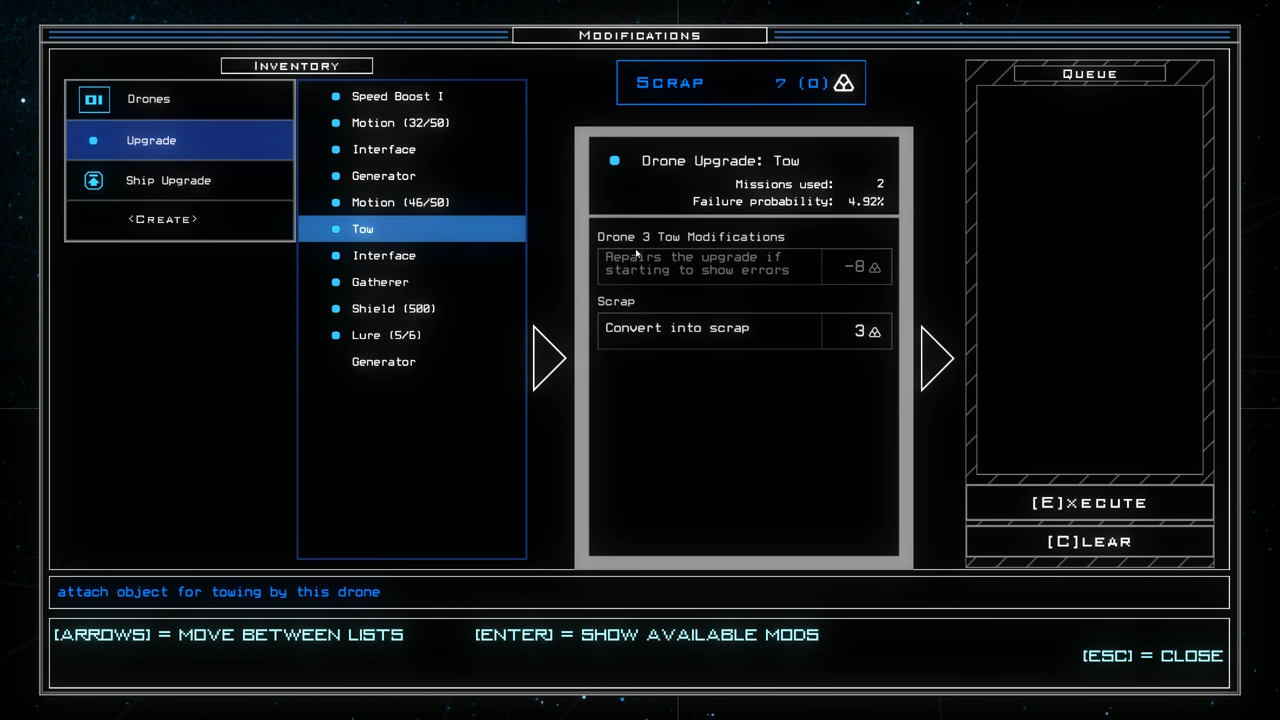 Modifications
Inventory
Drones
Upgrade
Ship Upgrade
<Create>
Speed Boost I
Motion (32/50)
Interface
Generator
Motion (46/50)
Tow
Interface
Gatherer
Shield (500)
Lure (5/6)
Generator
Scrap 7 (0)
Drone Upgrade: Tow
Missions used: 2
Failure probability: 4.92%
Drone 3 Tow Modifications
Repairs the upgrade if
starting to show errors
-8
Scrap
Convert into scrap 3
Queue
[E]xecute
[C]lear
attach object for towing by this drone
[ARROWS] = MOVE BETWEEN LISTS
[ENTER] = SHOW AVAILABLE MODS
[ESC] = CLOSE